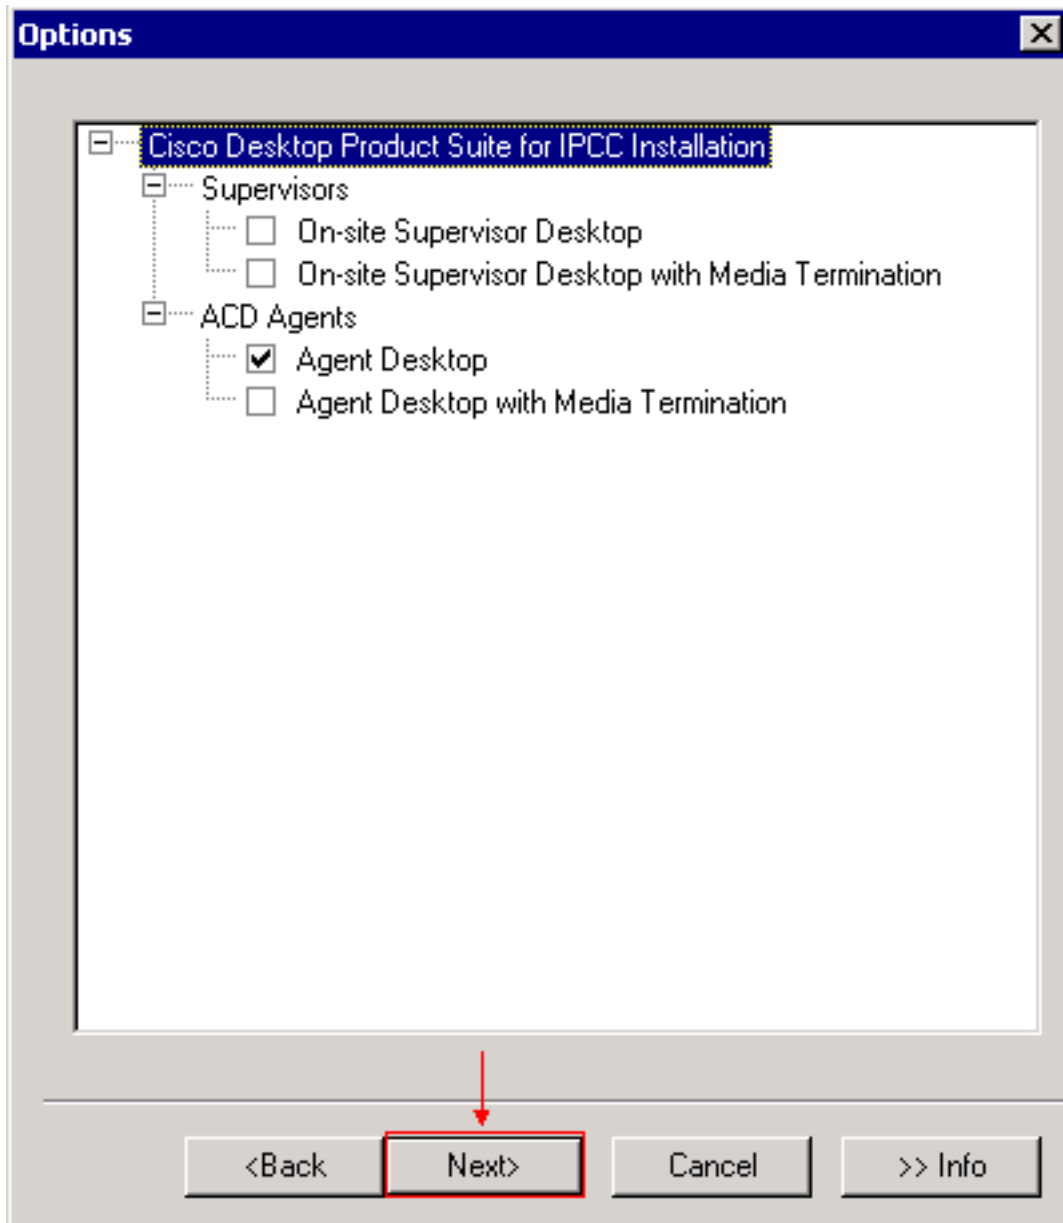 Options
Cisco Desktop Product Suite for IPCC Installation
Supervisors
On-site Supervisor Desktop
On-site Supervisor Desktop with Media Termination
ACD Agents
Agent Desktop
Agent Desktop with Media Termination
<Back
Next>
Cancel
>> Info